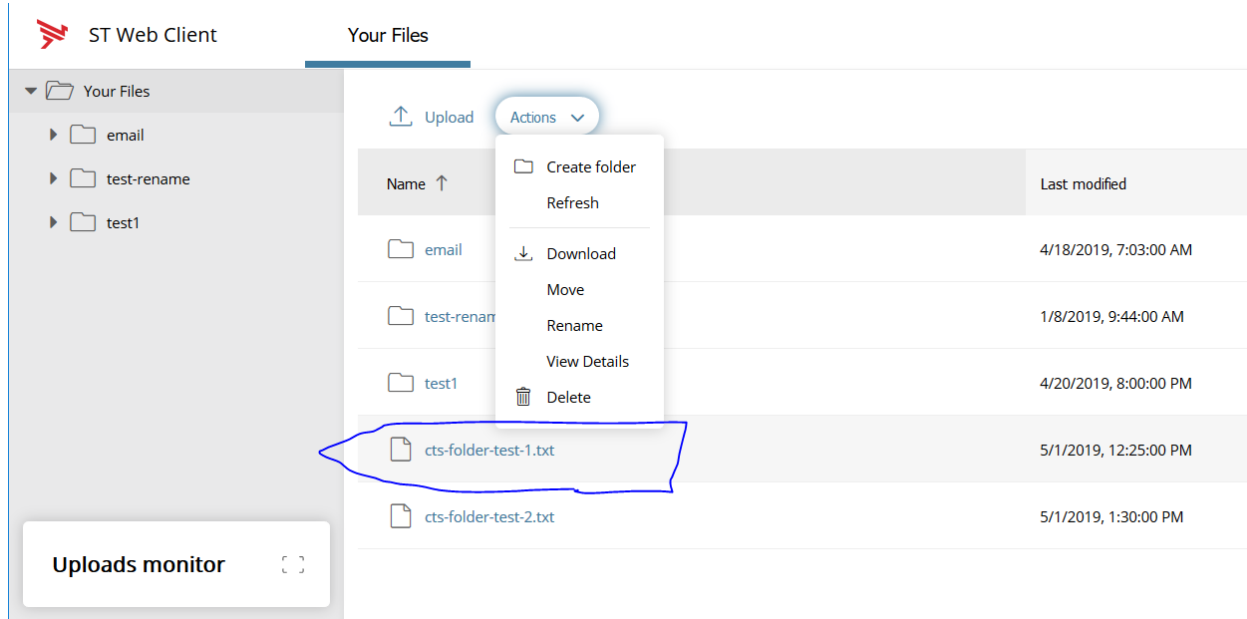 ST Web Client
Your Files
Your Files
email
test-rename
test1
Upload
Actions
Create folder
Refresh
Download
Move
Rename
View Details
Delete
Name
Last modified
email
4/18/2019, 7:03:00 AM
test-renam
1/8/2019, 9:44:00 AM
test1
4/20/2019, 8:00:00 PM
cts-folder-test-1.txt
5/1/2019, 12:25:00 PM
cts-folder-test-2.txt
5/1/2019, 1:30:00 PM
Uploads monitor